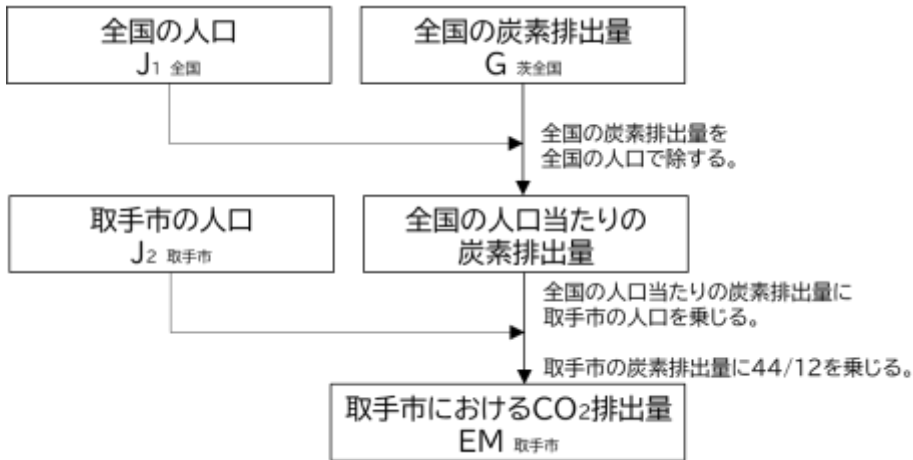 全国の人口
J1 全国
全国の炭素排出量
G 茨全国
全国の炭素排出量を
全国の人口で除する。
取手市の人口
J2 取手市
全国の人口当たりの
炭素排出量
全国の人口当たりの炭素排出量に
取手市の人口を乗じる。
取手市の炭素排出量に44/12を乗じる。
取手市におけるCO2排出量
EM 取手市